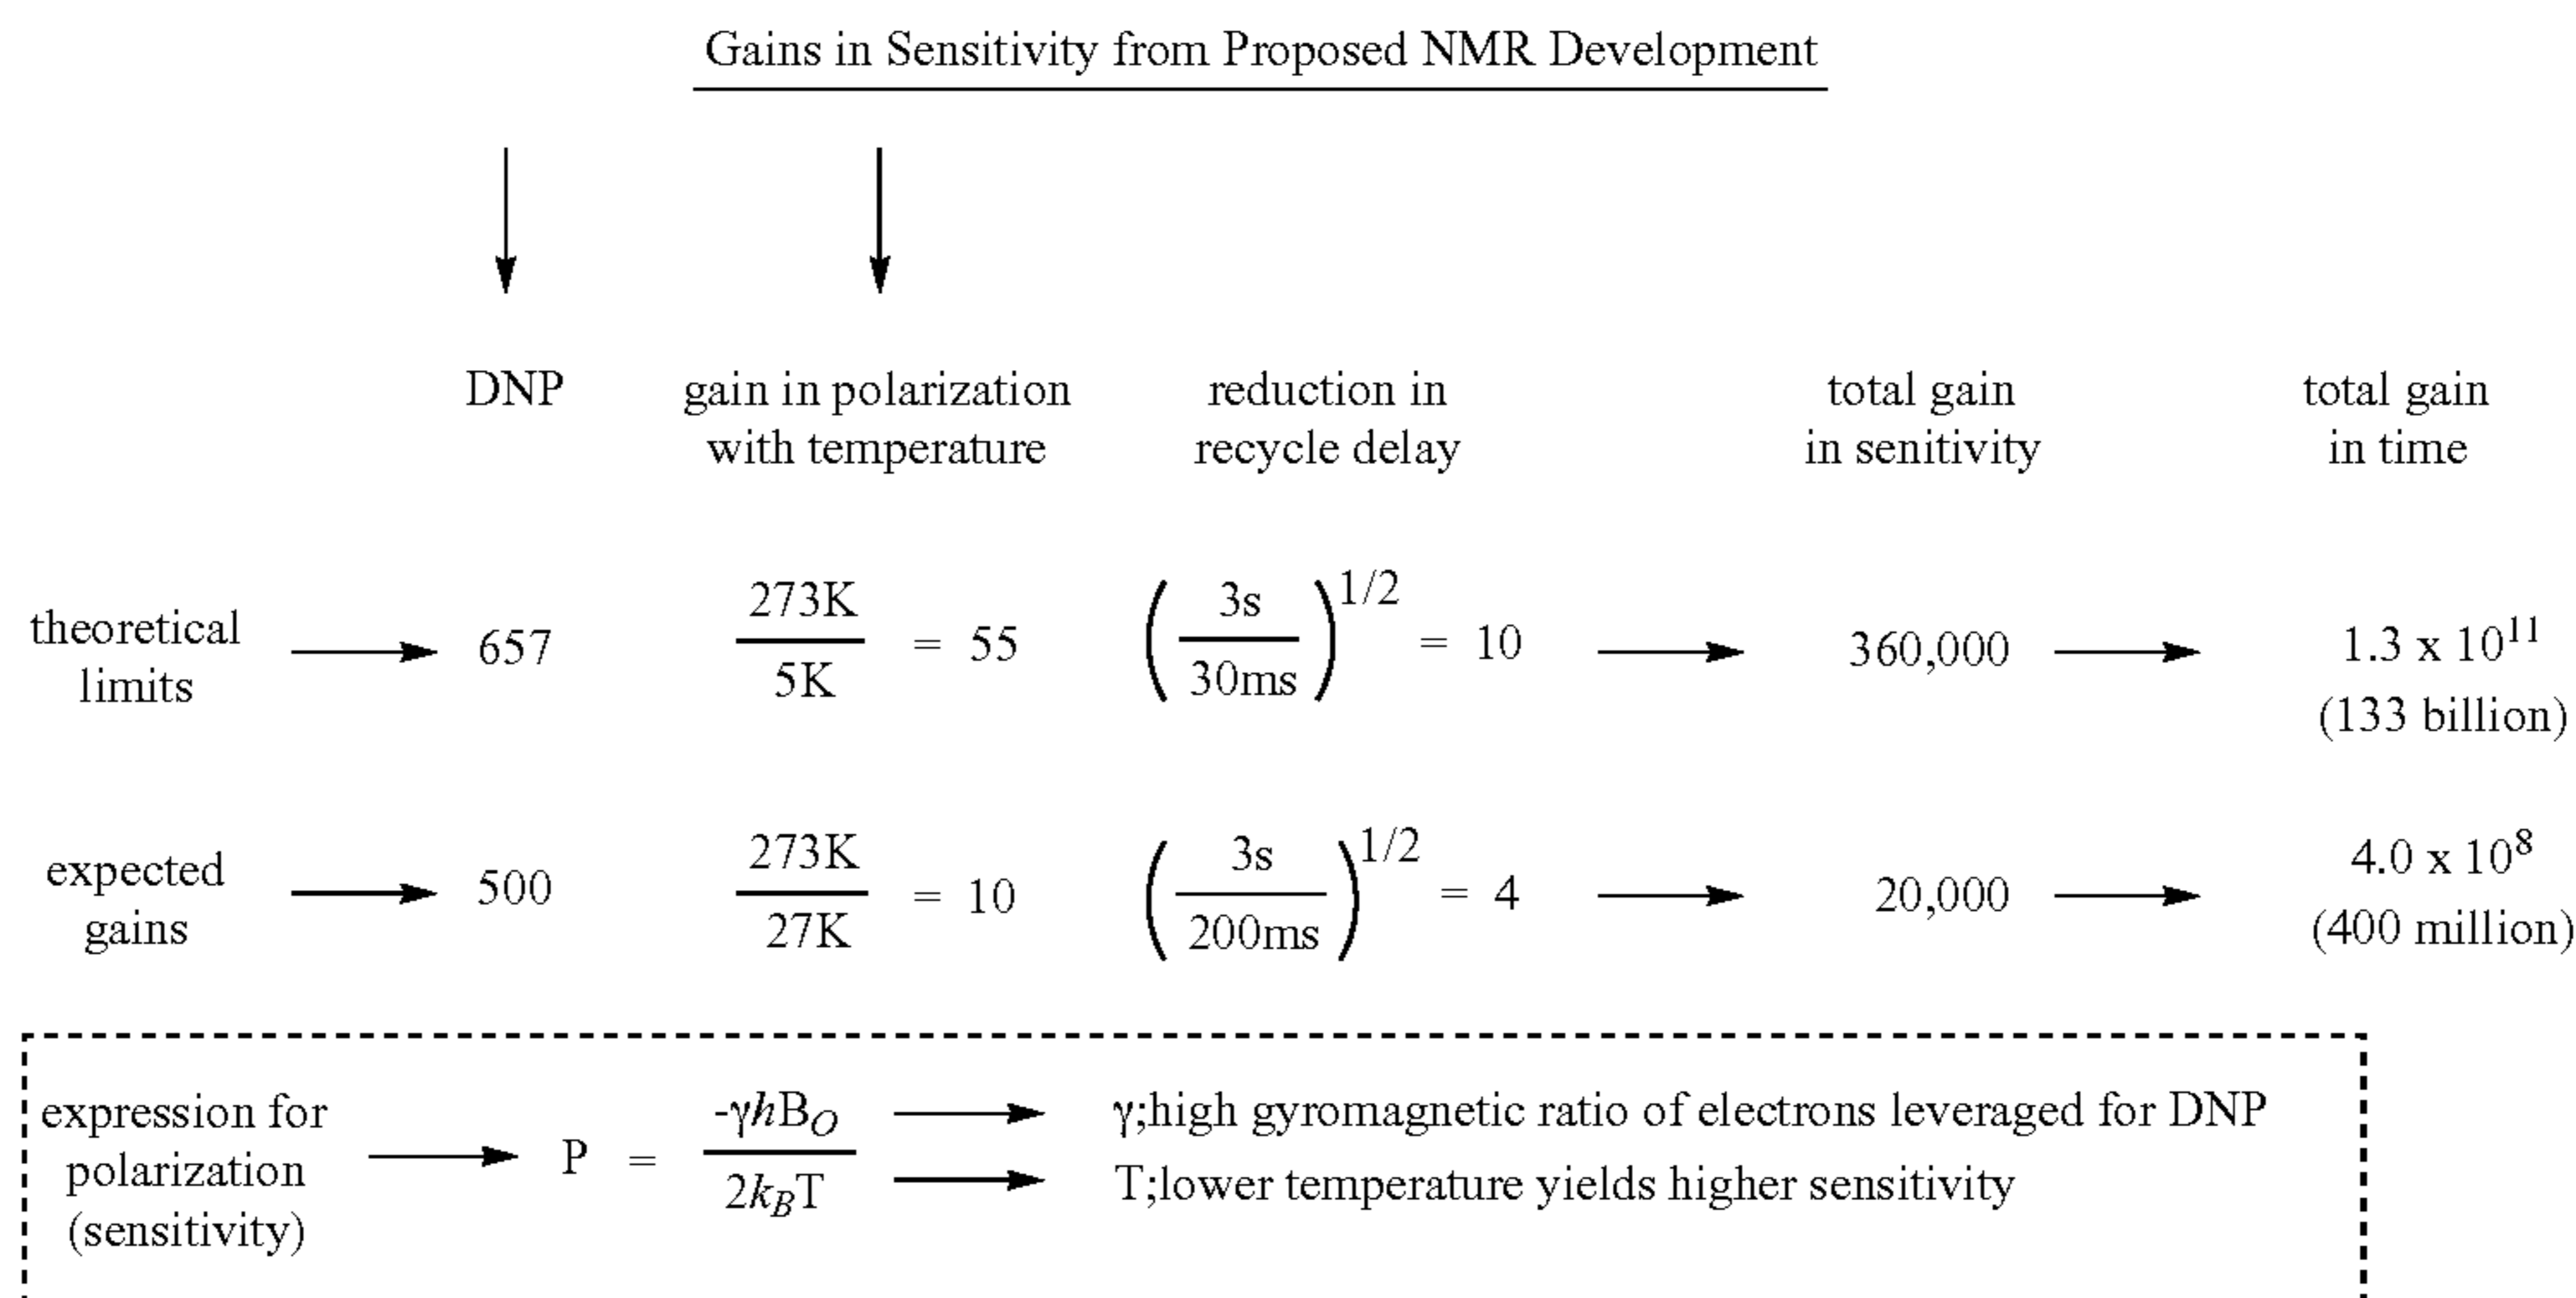 Gains in Sensitivity from Proposed NMR Development
DNP
gain in polarization
with temperature
reduction in
recycle delay
total gain
in senitivity
total gain
in time
theoretical
limits
657
273K
5K
= 55
(3s
30ms)1/2
= 10
360,000
1.3 x 10^11
(133 billion)
expected
gains
500
273K
27K
= 10
(3s
200ms)1/2
= 4
20,000
4.0 x 10^8
(400 million)
expression for
polarization
(sensitivity)
P =
-γħB_O
2k_BT
γ;high gyromagnetic ratio of electrons leveraged for DNP
T;lower temperature yields higher sensitivity